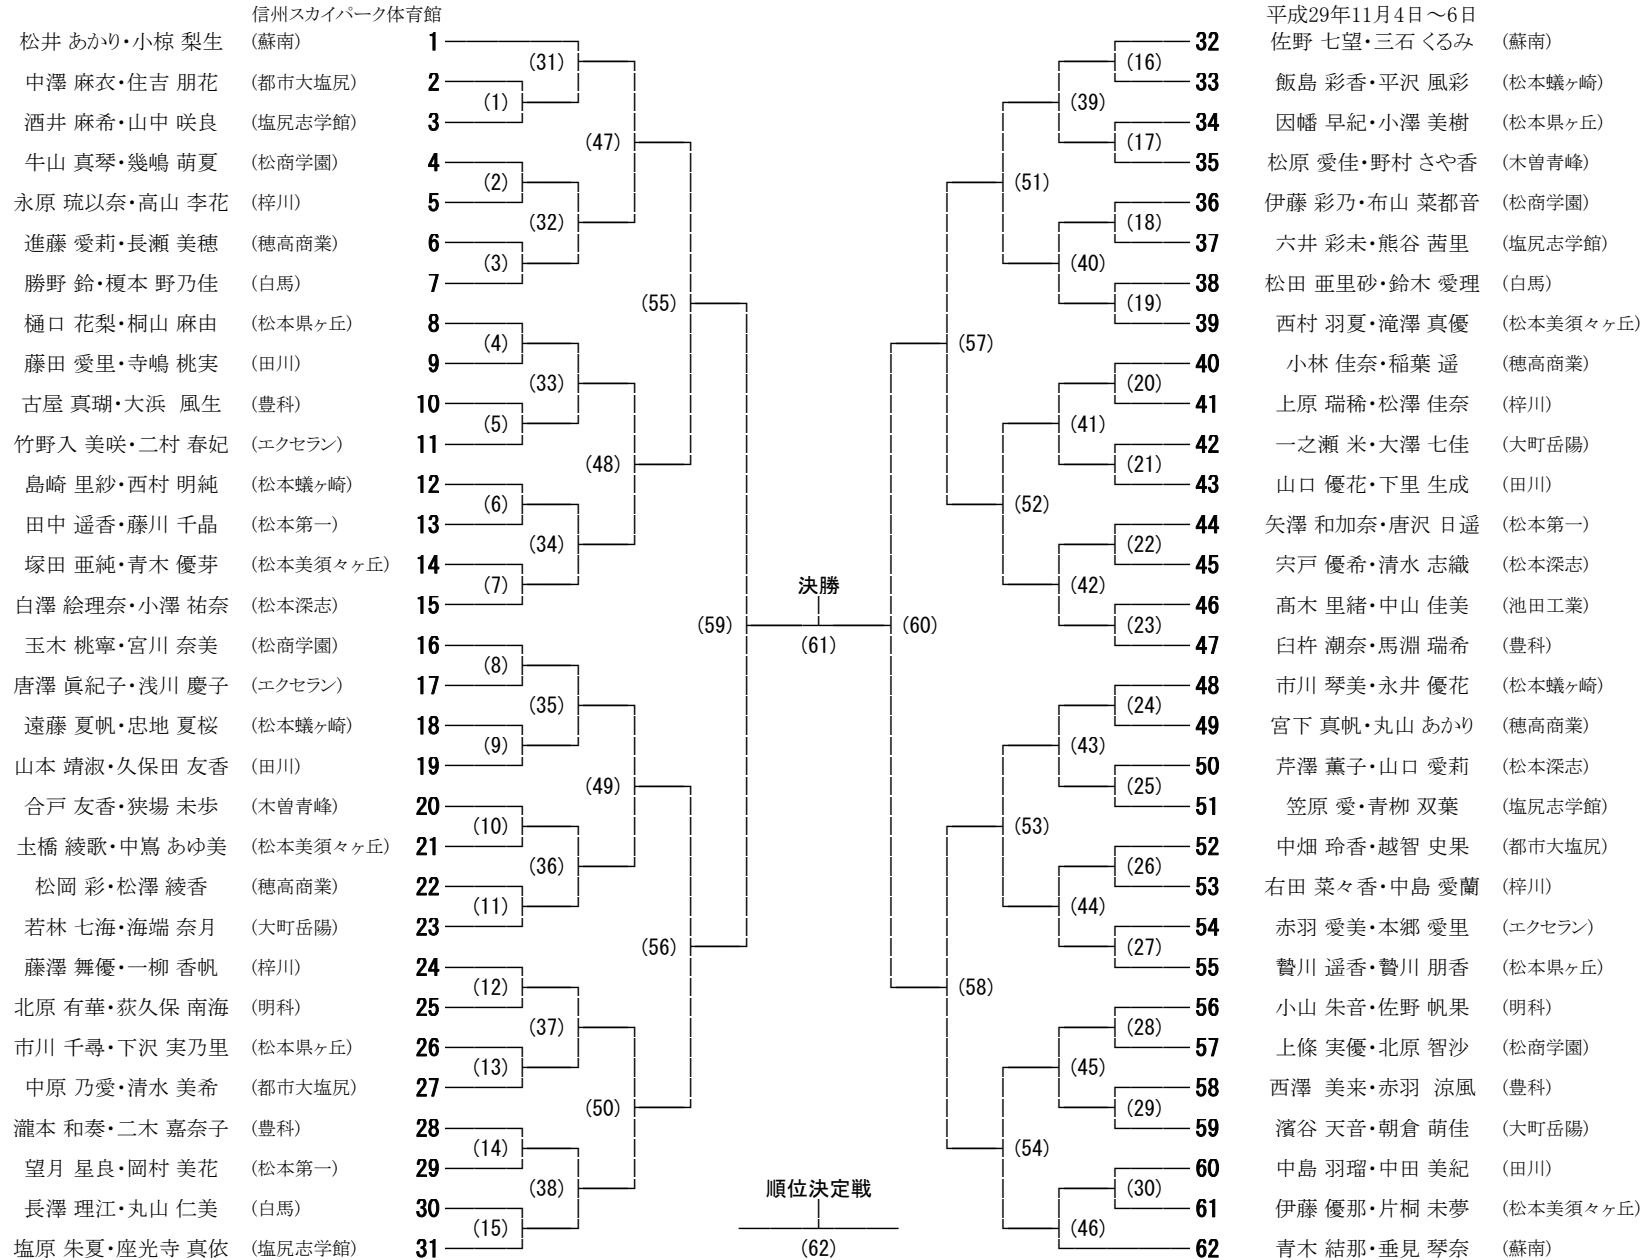 信州スカイパーク体育館 平成29年11月4日～6日
松井 あかり・小椋 梨生 (蘇南) 1 32 佐野 七望・三石 くるみ (蘇南)
(31) (16)
中澤 麻衣・住吉 朋花 (都市大塩尻) 2 33 飯島 彩香・平沢 風彩 (松本蟻ヶ崎)
(1) (39)
酒井 麻希・山中 咲良 (塩尻志学館) 3 34 因幡 早紀・小澤 美樹 (松本県ヶ丘)
(47) (17)
牛山 真琴・幾嶋 萌夏 (松商学園) 4 35 松原 愛佳・野村 さや香 (木曽青峰)
(2) (51)
永原 琉以奈・高山 李花 (梓川) 5 36 伊藤 彩乃・布山 菜都音 (松商学園)
(32) (18)
進藤 愛莉・長瀬 美穂 (穂高商業) 6 37 六井 彩未・熊谷 茜里 (塩尻志学館)
(3) (40)
勝野 鈴・榎本 野乃佳 (白馬) 7 38 松田 亜里砂・鈴木 愛理 (白馬)
(55) (19)
樋口 花梨・桐山 麻由 (松本県ヶ丘) 8 39 西村 羽夏・滝澤 真優 (松本美須々ヶ丘)
(4) (57)
藤田 愛里・寺嶋 桃実 (田川) 9 40 小林 佳奈・稲葉 遥 (穂高商業)
(33) (20)
古屋 真瑚・大浜 風生 (豊科) 10 41 上原 瑞稀・松澤 佳奈 (梓川)
(5) (41)
竹野入 美咲・二村 春妃 (エクセラン) 11 42 一之瀬 米・大澤 七佳 (大町岳陽)
(48) (21)
島崎 里紗・西村 明純 (松本蟻ヶ崎) 12 43 山口 優花・下里 生成 (田川)
(6) (52)
田中 遥香・藤川 千晶 (松本第一) 13 44 矢澤 和加奈・唐沢 日遥 (松本第一)
(34) (22)
塚田 亜純・青木 優芽 (松本美須々ヶ丘) 14 45 宍戸 優希・清水 志織 (松本深志)
(7) 決勝 (42)
白澤 絵理奈・小澤 祐奈 (松本深志) 15 46 髙木 里緒・中山 佳美 (池田工業)
(59) (60) (23)
玉木 桃寧・宮川 奈美 (松商学園) 16 (61) 47 臼杵 潮奈・馬淵 瑞希 (豊科)
(8)
唐澤 眞紀子・浅川 慶子 (エクセラン) 17 48 市川 琴美・永井 優花 (松本蟻ヶ崎)
(35) (24)
遠藤 夏帆・忠地 夏桜 (松本蟻ヶ崎) 18 49 宮下 真帆・丸山 あかり (穂高商業)
(9) (43)
山本 靖淑・久保田 友香 (田川) 19 50 芹澤 薫子・山口 愛莉 (松本深志)
(49) (25)
合戸 友香・狭場 未歩 (木曽青峰) 20 51 笠原 愛・青栁 双葉 (塩尻志学館)
(10) (53)
圡橋 綾歌・中嶌 あゆ美 (松本美須々ヶ丘) 21 52 中畑 玲香・越智 史果 (都市大塩尻)
(36) (26)
松岡 彩・松澤 綾香 (穂高商業) 22 53 右田 菜々香・中島 愛蘭 (梓川)
(11) (44)
若林 七海・海端 奈月 (大町岳陽) 23 54 赤羽 愛美・本郷 愛里 (エクセラン)
(56) (27)
藤澤 舞優・一柳 香帆 (梓川) 24 55 贄川 遥香・贄川 朋香 (松本県ヶ丘)
(12) (58)
北原 有華・荻久保 南海 (明科) 25 56 小山 朱音・佐野 帆果 (明科)
(37) (28)
市川 千尋・下沢 実乃里 (松本県ヶ丘) 26 57 上條 実優・北原 智沙 (松商学園)
(13) (45)
中原 乃愛・清水 美希 (都市大塩尻) 27 58 西澤 美来・赤羽 涼風 (豊科)
(50) (29)
瀧本 和奏・二木 嘉奈子 (豊科) 28 59 濱谷 天音・朝倉 萌佳 (大町岳陽)
(14) (54)
望月 星良・岡村 美花 (松本第一) 29 60 中島 羽瑠・中田 美紀 (田川)
(38) 順位決定戦 (30)
長澤 理江・丸山 仁美 (白馬) 30 61 伊藤 優那・片桐 未夢 (松本美須々ヶ丘)
(15) (46)
塩原 朱夏・座光寺 真依 (塩尻志学館) 31 (62) 62 青木 結那・垂見 琴奈 (蘇南)